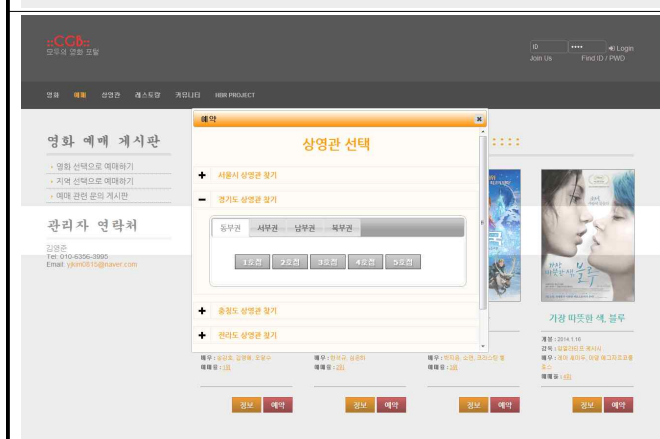 ::CGB::
모두의 영화 포탈
ID
•••• Login
Join Us Find ID / PWD
영화 예매 상영관 레스토랑 커뮤니티 HBR PROJECT
영화 예매 게시판
영화 선택으로 예매하기
지역 선택으로 예매하기
예매 관련 문의 게시판
관리자 연락처
김영준
Tel: 010-6356-3995
Email: yjkim0615@naver.com
예약
상영관 선택
+ 서울시 상영관 찾기
− 경기도 상영관 찾기
동부권 서부권 남부권 북부권
1호점 2호점 3호점 4호점 5호점
+ 충청도 상영관 찾기
+ 전라도 상영관 찾기
가장 따뜻한 색, 블루
개봉 : 2014.1.16
예매율 : 
정보 예약
정보 예약
정보 예약
정보 예약